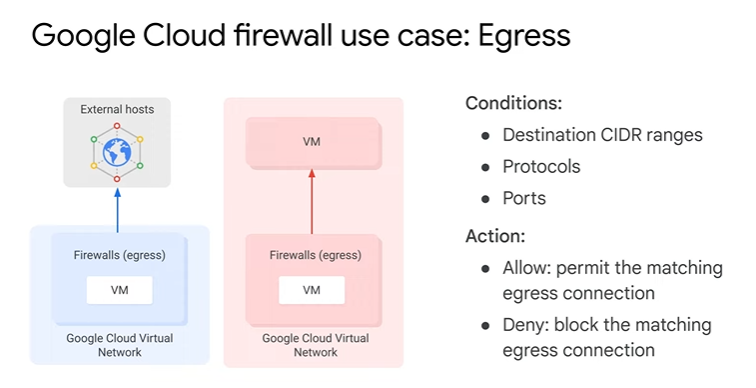 Google Cloud firewall use case: Egress
External hosts
Firewalls (egress)
VM
Google Cloud Virtual
Network
VM
Firewalls (egress)
VM
Google Cloud Virtual
Network
Conditions:
● Destination CIDR ranges
● Protocols
● Ports
Action:
● Allow: permit the matching
egress connection
● Deny: block the matching
egress connection